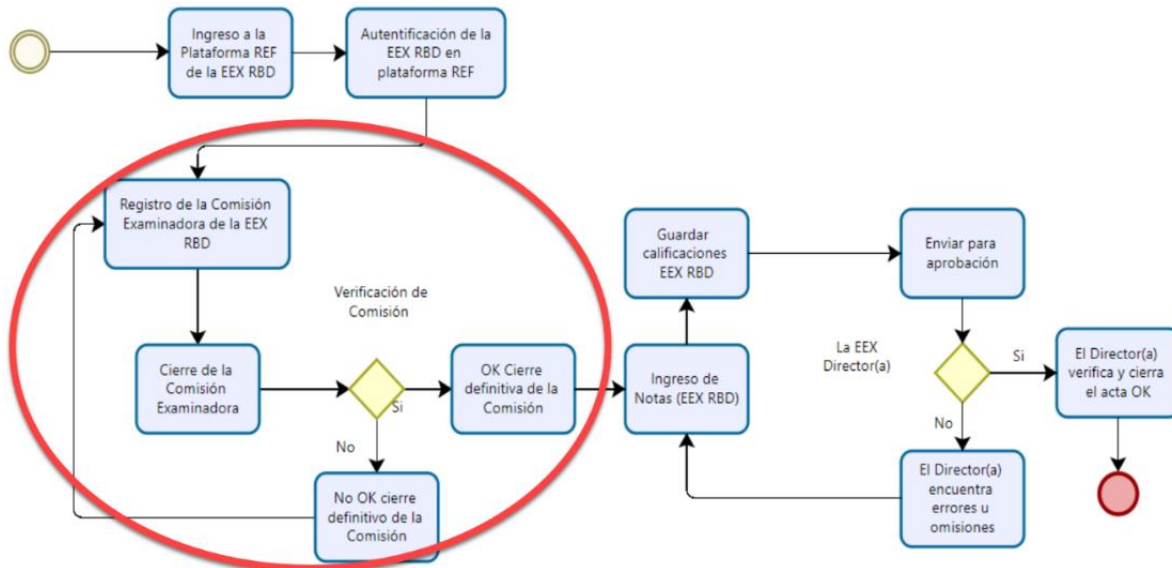 Ingreso a la
Plataforma REF
de la EEX RBD
Autentificación de la
EEX RBD en
plataforma REF
Registro de la Comisión
Examinadora de la EEX
RBD
Verificación de
Comisión
Cierre de la
Comisión
Examinadora
Si
OK Cierre
definitiva de la
Comisión
No
No OK cierre
definitivo de la
Comisión
Guardar
calificaciones
EEX RBD
Ingreso de
Notas (EEX RBD)
Enviar para
aprobación
La EEX
Director(a)
Si
El Director(a)
verifica y cierra
el acta OK
No
El Director(a)
encuentra
errores u
omisiones